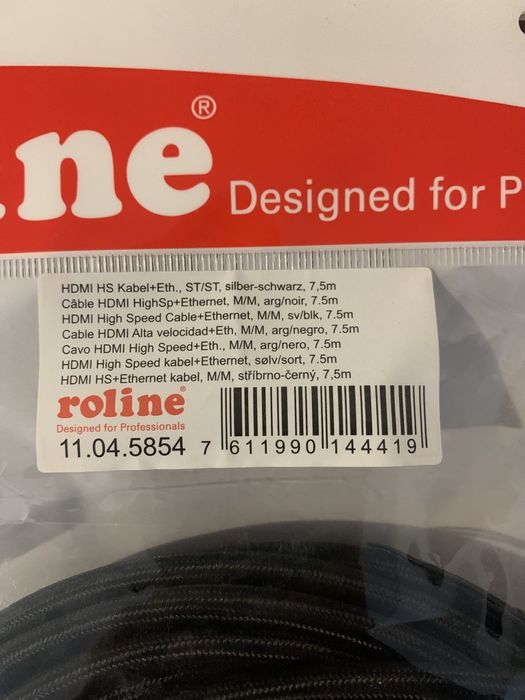 ne®
Designed for P
HDMI HS Kabel+Eth., ST/ST, silber-schwarz, 7,5m
Câble HDMI HighSp+Ethernet, M/M, arg/noir, 7.5m
HDMI High Speed Cable+Ethernet, M/M, sv/blk, 7.5m
Cable HDMI Alta velocidad+Eth, M/M, arg/negro, 7.5m
Cavo HDMI High Speed+Eth., M/M, arg/nero, 7.5m
HDMI High Speed kabel+Ethernet, sølv/sort, 7.5m
HDMI HS+Ethernet kabel, M/M, stříbrno-černý, 7,5m
roline®
Designed for Professionals
11.04.5854 7 611990 144419